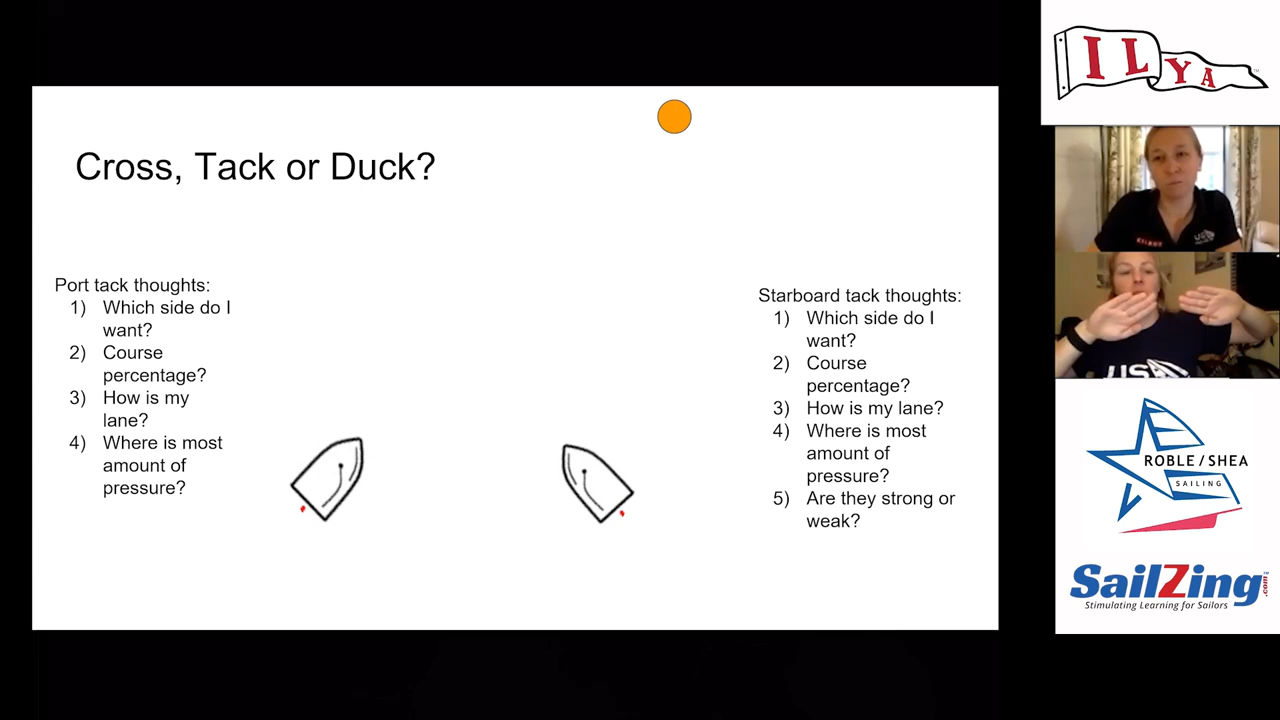 Cross, Tack or Duck?
Port tack thoughts:
1) Which side do I
want?
2) Course
percentage?
3) How is my
lane?
4) Where is most
amount of
pressure?
Starboard tack thoughts:
1) Which side do I
want?
2) Course
percentage?
3) How is my lane?
4) Where is most
amount of
pressure?
5) Are they strong or
weak?
ILYA
US
ROBLE / SHEA
SAILING
SailZing.com
Stimulating Learning for Sailors